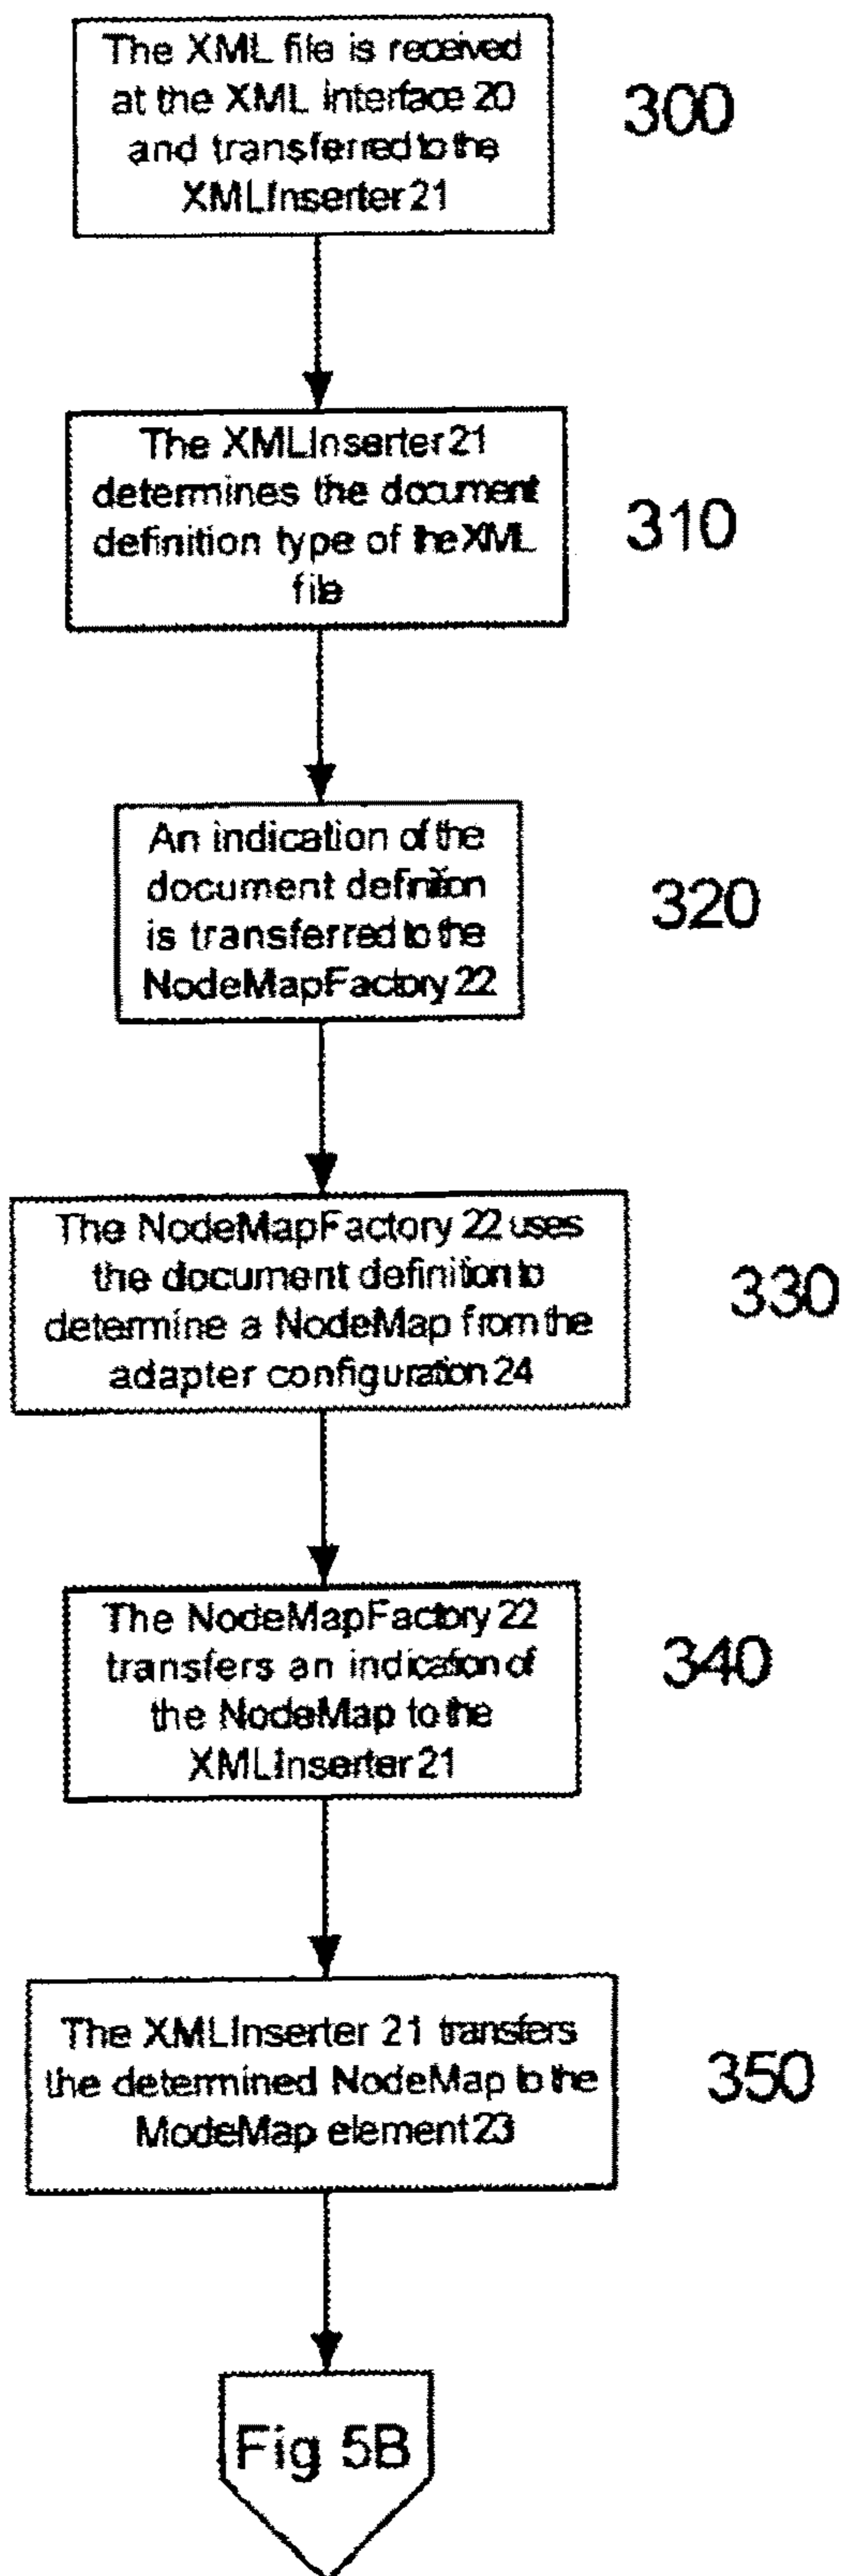 The XML file is received
at the XML interface 20
and transferred to the
XMLInserter 21
300
The XMLInserter 21
determines the document
definition type of the XML
file
310
An indication of the
document definition
is transferred to the
NodeMapFactory 22
320
The NodeMapFactory 22 uses
the document definition to
determine a NodeMap from the
adapter configuration 24
330
The NodeMapFactory 22
transfers an indication of
the NodeMap to the
XMLInserter 21
340
The XMLInserter 21 transfers
the determined NodeMap to the
ModeMap element 23
350
Fig 5B